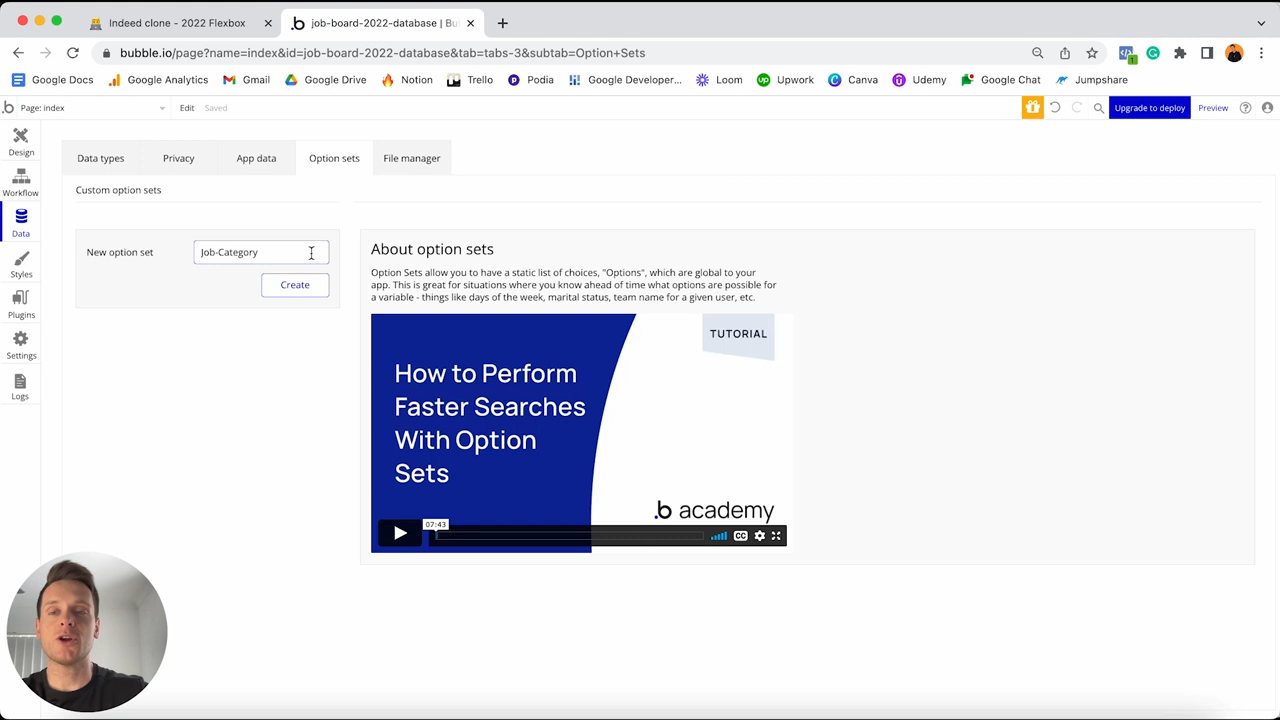 Indeed clone - 2022 Flexbox
job-board-2022-database | Bu
bubble.io/page?name=index&id=job-board-2022-database&tab=tabs-3&subtab=Option+Sets
Google Docs
Google Analytics
Gmail
Google Drive
Notion
Trello
Podia
Google Developer...
Loom
Upwork
Canva
Udemy
Google Chat
Jumpshare
Page: index
Edit
Saved
Upgrade to deploy
Preview
Design
Workflow
Data
Styles
Plugins
Settings
Logs
Data types
Privacy
App data
Option sets
File manager
Custom option sets
New option set
Job-Category
Create
About option sets
Option Sets allow you to have a static list of choices, "Options", which are global to your
app. This is great for situations where you know ahead of time what options are possible for
a variable - things like days of the week, marital status, team name for a given user, etc.
TUTORIAL
How to Perform
Faster Searches
With Option
Sets
.b academy
07:43
CC